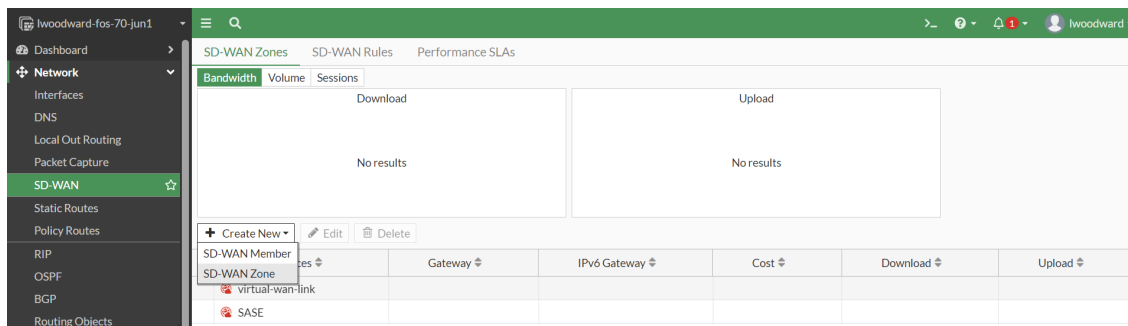 lwoodward-fos-70-jun1
>_
1
lwoodward
Dashboard
SD-WAN Zones SD-WAN Rules Performance SLAs
Network
Bandwidth Volume Sessions
Interfaces
Download Upload
DNS
Local Out Routing
Packet Capture
No results No results
SD-WAN
Static Routes
Policy Routes
+ Create New Edit Delete
RIP
SD-WAN Member
Gateway IPv6 Gateway Cost Download Upload
OSPF
SD-WAN Zone
BGP
virtual-wan-link
SASE
Routing Objects